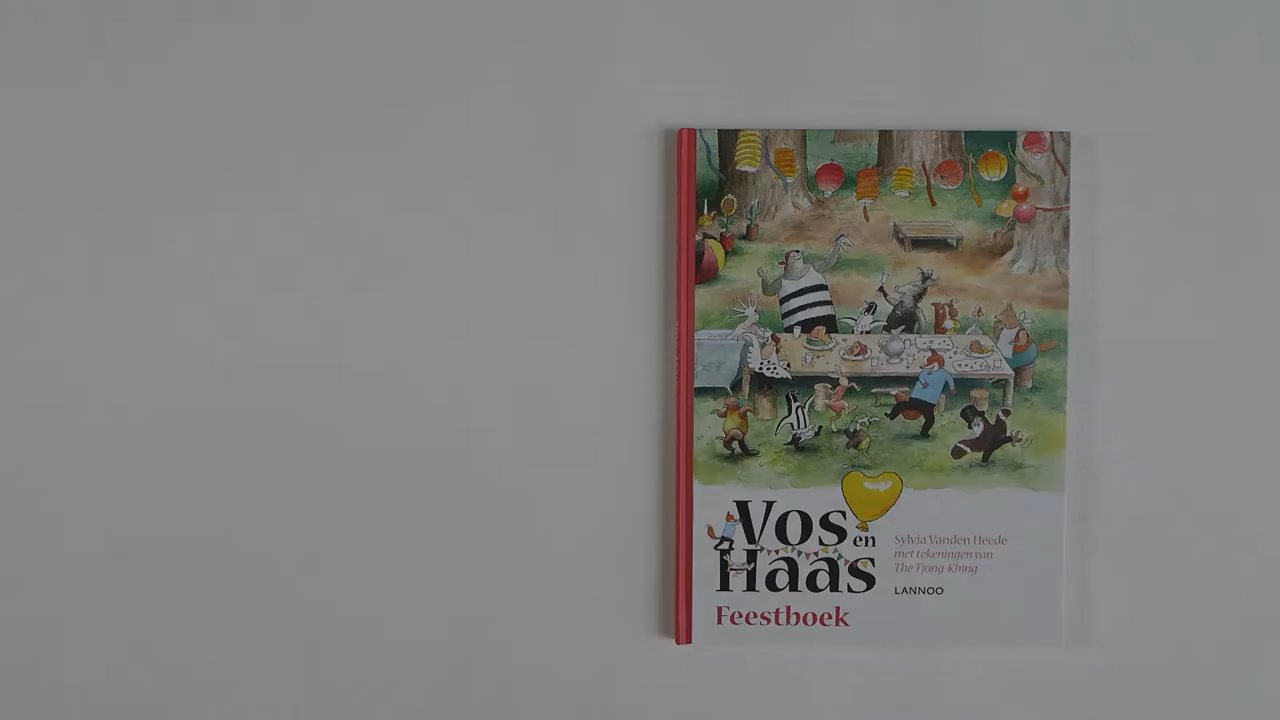 Vos en
Haas
Feestboek
Sylvia Vanden Heede
met tekeningen van
The Tjong-Khing
LANNOO